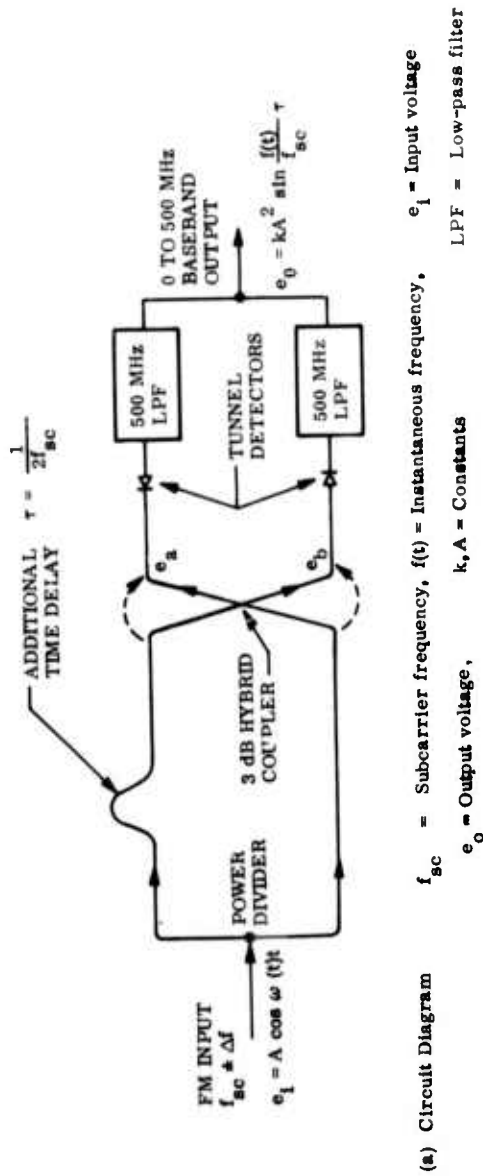 ADDITIONAL
TIME DELAY
τ = 1/2f_sc
FM INPUT
f_sc ± Δf
e_i = A cos ω (t)t
POWER
DIVIDER
3 dB HYBRID
COUPLER
e_a
e_b
TUNNEL
DETECTORS
500 MHz
LPF
500 MHz
LPF
0 TO 500 MHz
BASEBAND
OUTPUT
e_0 = kA² sin f(t)/f_sc τ
(a) Circuit Diagram
f_sc = Subcarrier frequency, f(t) = Instantaneous frequency, e_i = Input voltage
e_o = Output voltage, k, A = Constants LPF = Low-pass filter